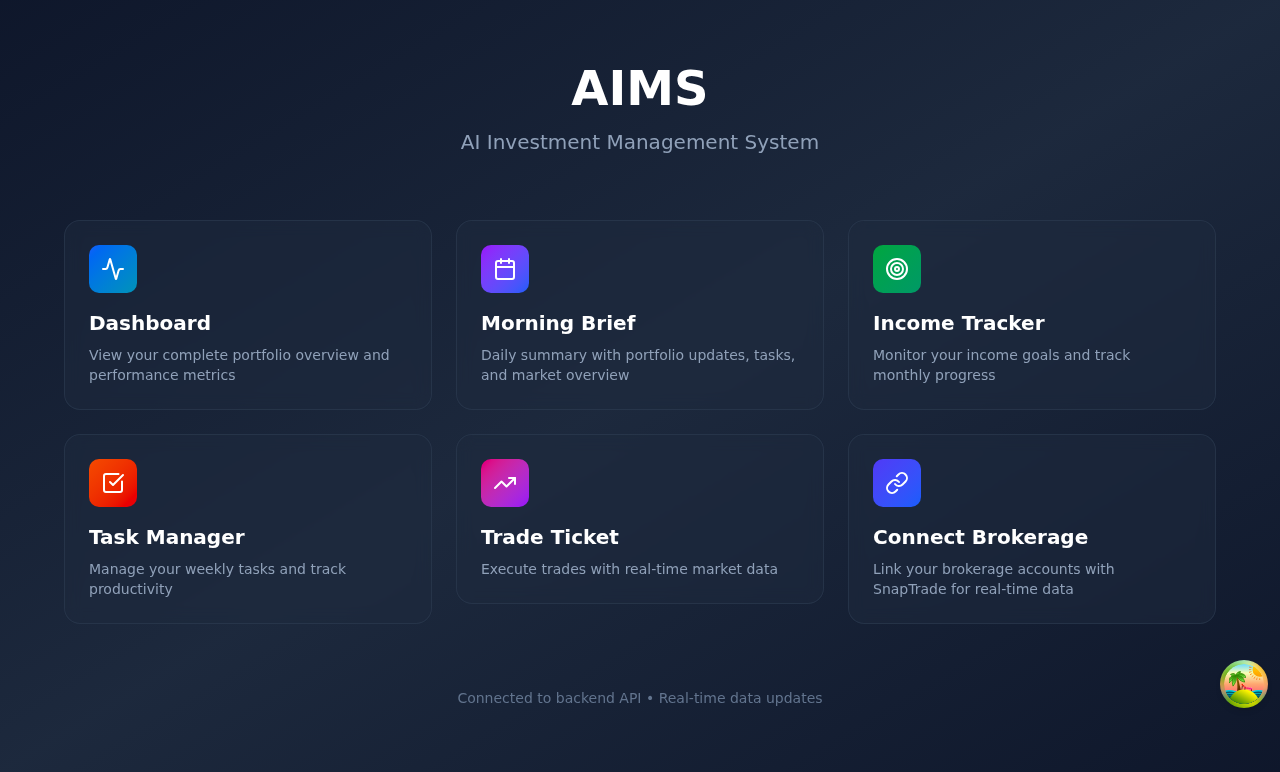 AIMS
AI Investment Management System
Dashboard
View your complete portfolio overview and
performance metrics
Morning Brief
Daily summary with portfolio updates, tasks,
and market overview
Income Tracker
Monitor your income goals and track
monthly progress
Task Manager
Manage your weekly tasks and track
productivity
Trade Ticket
Execute trades with real-time market data
Connect Brokerage
Link your brokerage accounts with
SnapTrade for real-time data
Connected to backend API • Real-time data updates